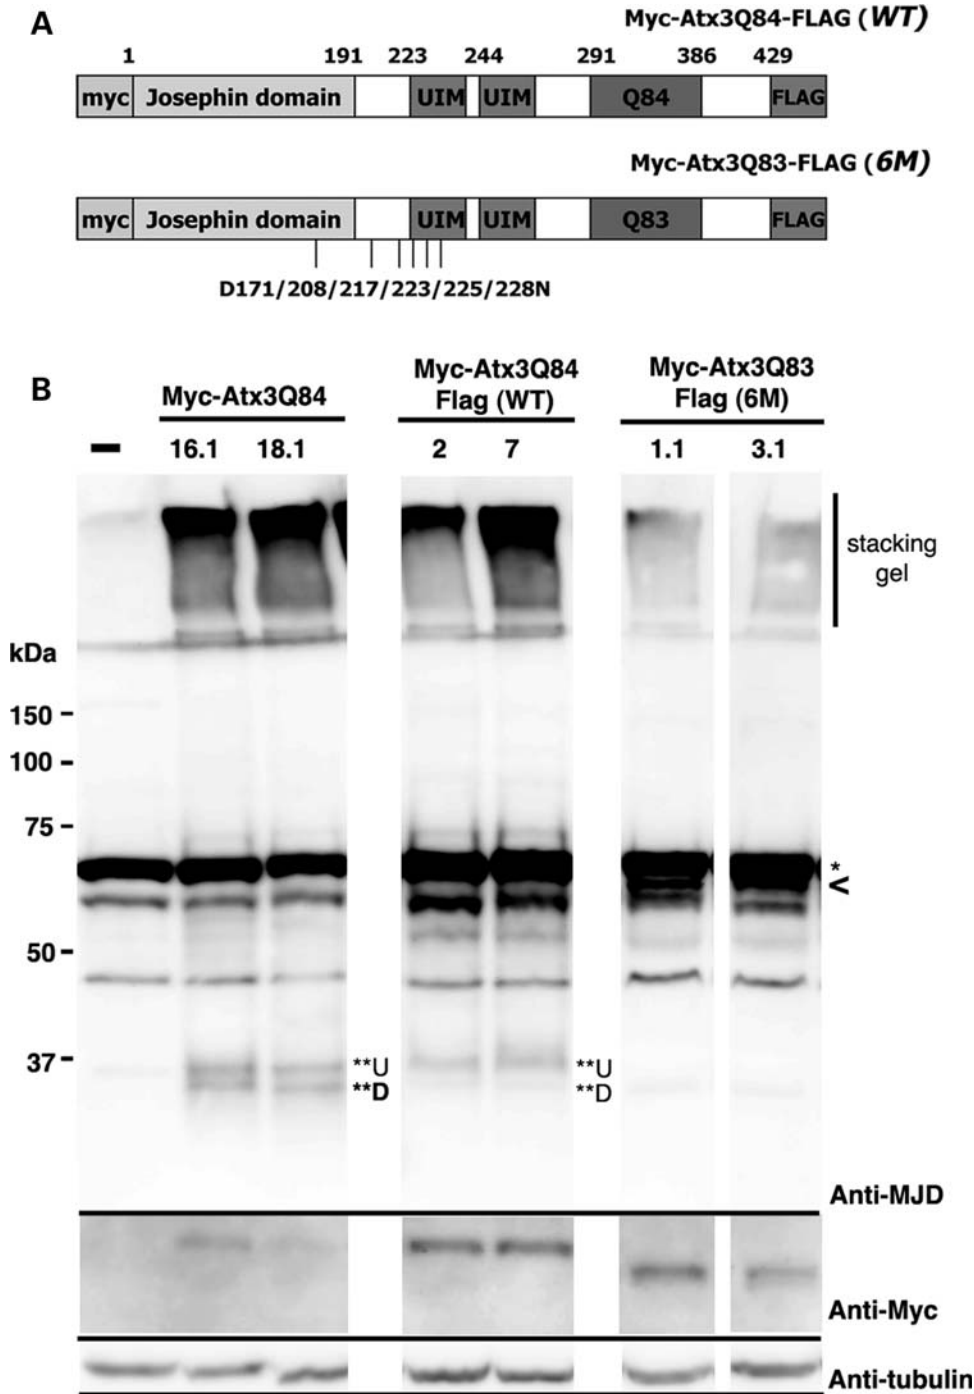 A
Myc-Atx3Q84-FLAG (WT)
1 191 223 244 291 386 429
myc Josephin domain UIM UIM Q84 FLAG
Myc-Atx3Q83-FLAG (6M)
myc Josephin domain UIM UIM Q83 FLAG
D171/208/217/223/225/228N
B
Myc-Atx3Q84
Myc-Atx3Q84
Flag (WT)
Myc-Atx3Q83
Flag (6M)
– 16.1 18.1 2 7 1.1 3.1
stacking
gel
kDa
150
100
75
*
<
50
37
**U
**D
**U
**D
Anti-MJD
Anti-Myc
Anti-tubulin